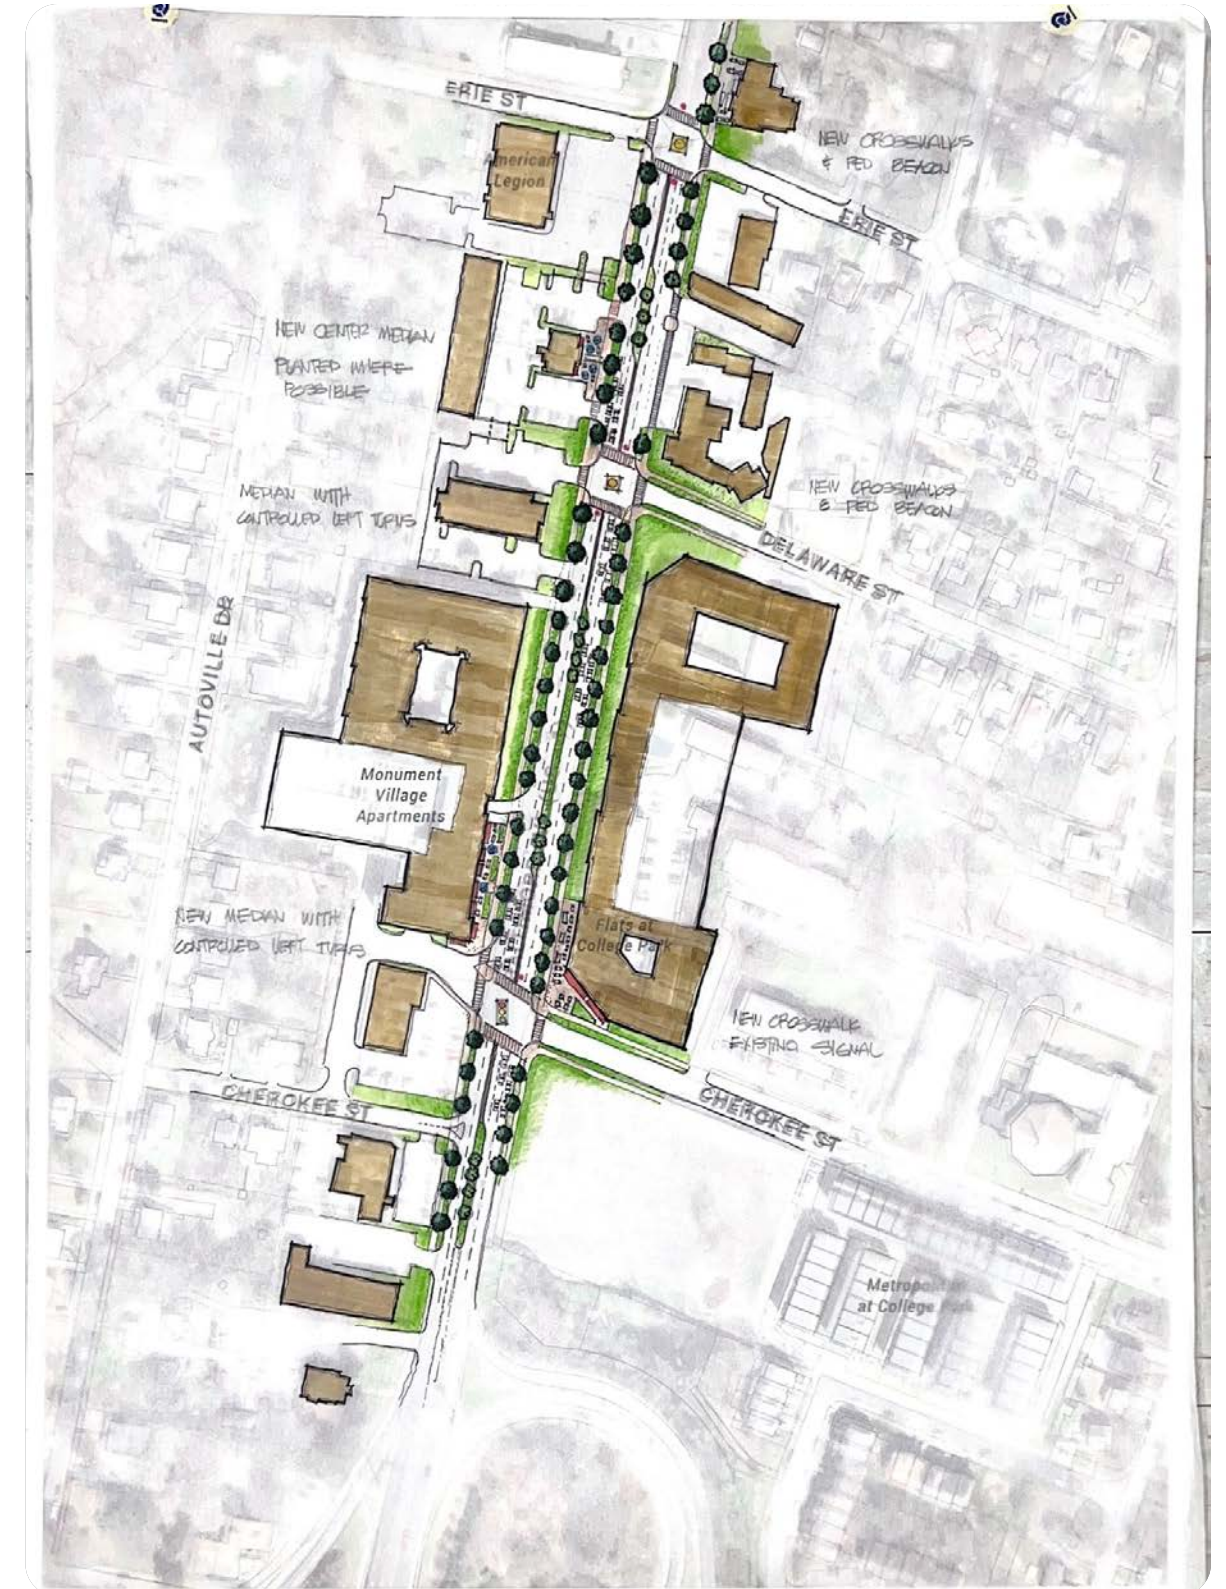 ERIE ST
American
Legion
NEW CROSSWALKS
& PED BEACON
ERIE ST
NEW CENTER MEDIAN
PLANTED WHERE
POSSIBLE
MEDIAN WITH
CONTROLLED LEFT TURNS
NEW CROSSWALKS
& PED BEACON
DELAWARE ST
AUTOVILLE DR
Monument
Village
Apartments
NEW MEDIAN WITH
CONTROLLED LEFT TURNS
Flats at
College Park
NEW CROSSWALK
EXISTING SIGNAL
CHEROKEE ST
CHEROKEE ST
at College